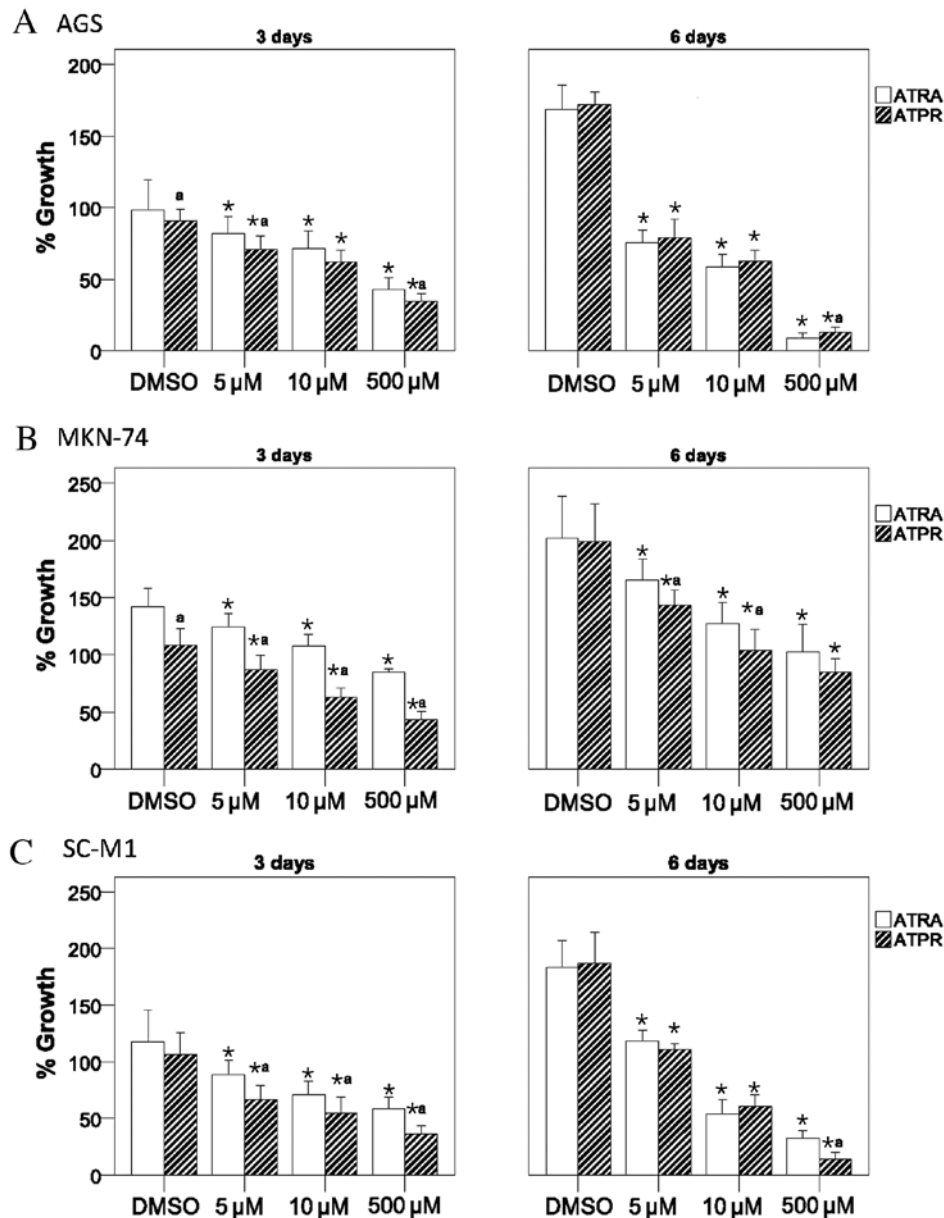 A AGS
3 days
6 days
% Growth
200
150
100
50
0
a
*
*a
*
*
*
*a
*
*
*
*
*
*a
DMSO 5 µM 10 µM 500 µM
DMSO 5 µM 10 µM 500 µM
ATRA
ATPR
B MKN-74
3 days
6 days
% Growth
250
200
150
100
50
0
a
*
*a
*
*a
*
*a
*
*a
*
*a
*
*
DMSO 5 µM 10 µM 500 µM
DMSO 5 µM 10 µM 500 µM
ATRA
ATPR
C SC-M1
3 days
6 days
% Growth
250
200
150
100
50
0
*
*a
*
*a
*
*a
*
*
*
*
*
*a
DMSO 5 µM 10 µM 500 µM
DMSO 5 µM 10 µM 500 µM
ATRA
ATPR